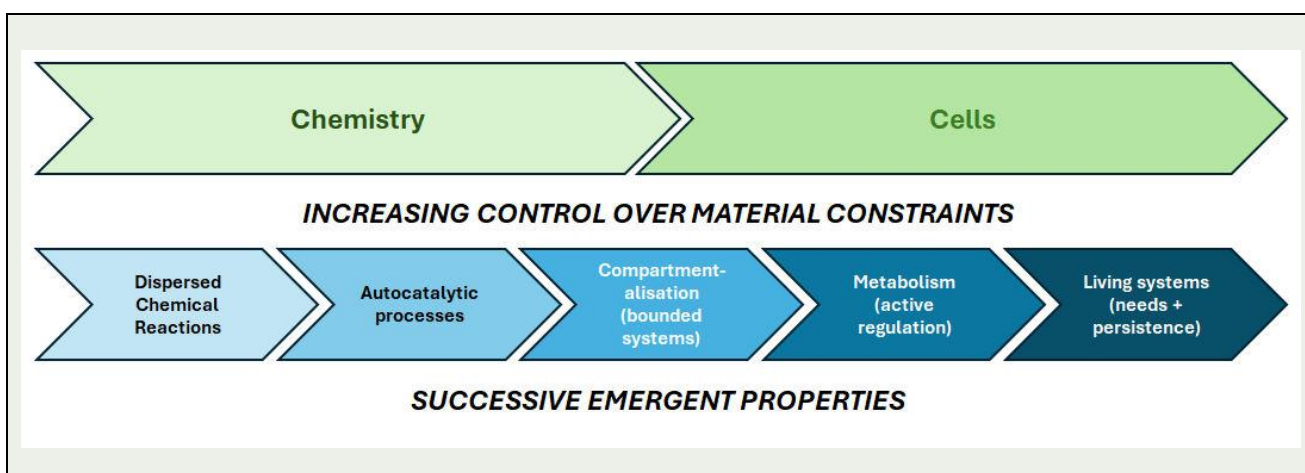 Chemistry
Cells
INCREASING CONTROL OVER MATERIAL CONSTRAINTS
Dispersed
Chemical
Reactions
Autocatalytic
processes
Compartment-
alisation
(bounded
systems)
Metabolism
(active
regulation)
Living systems
(needs +
persistence)
SUCCESSIVE EMERGENT PROPERTIES